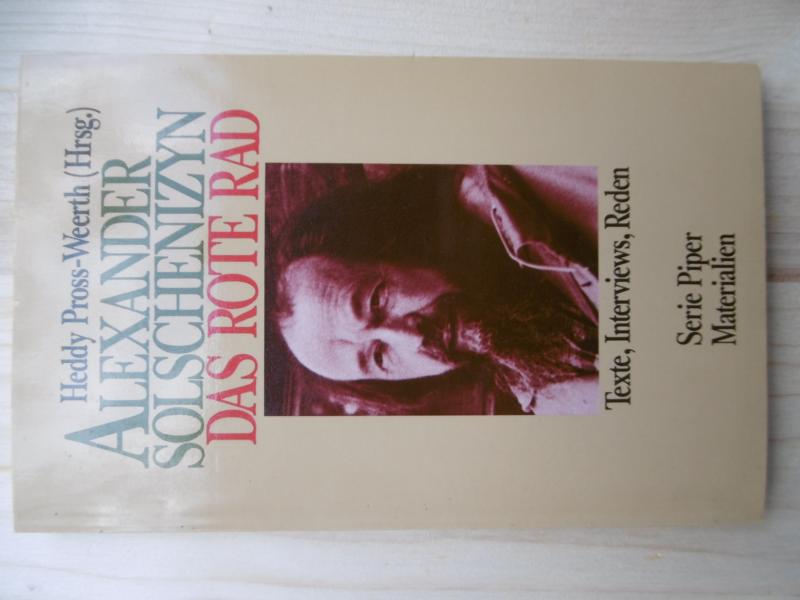 Heddy Pross-Weerth (Hrsg.)
ALEXANDER
SOLSCHENIZYN
DAS ROTE RAD
Texte, Interviews, Reden
Serie Piper
Materialien